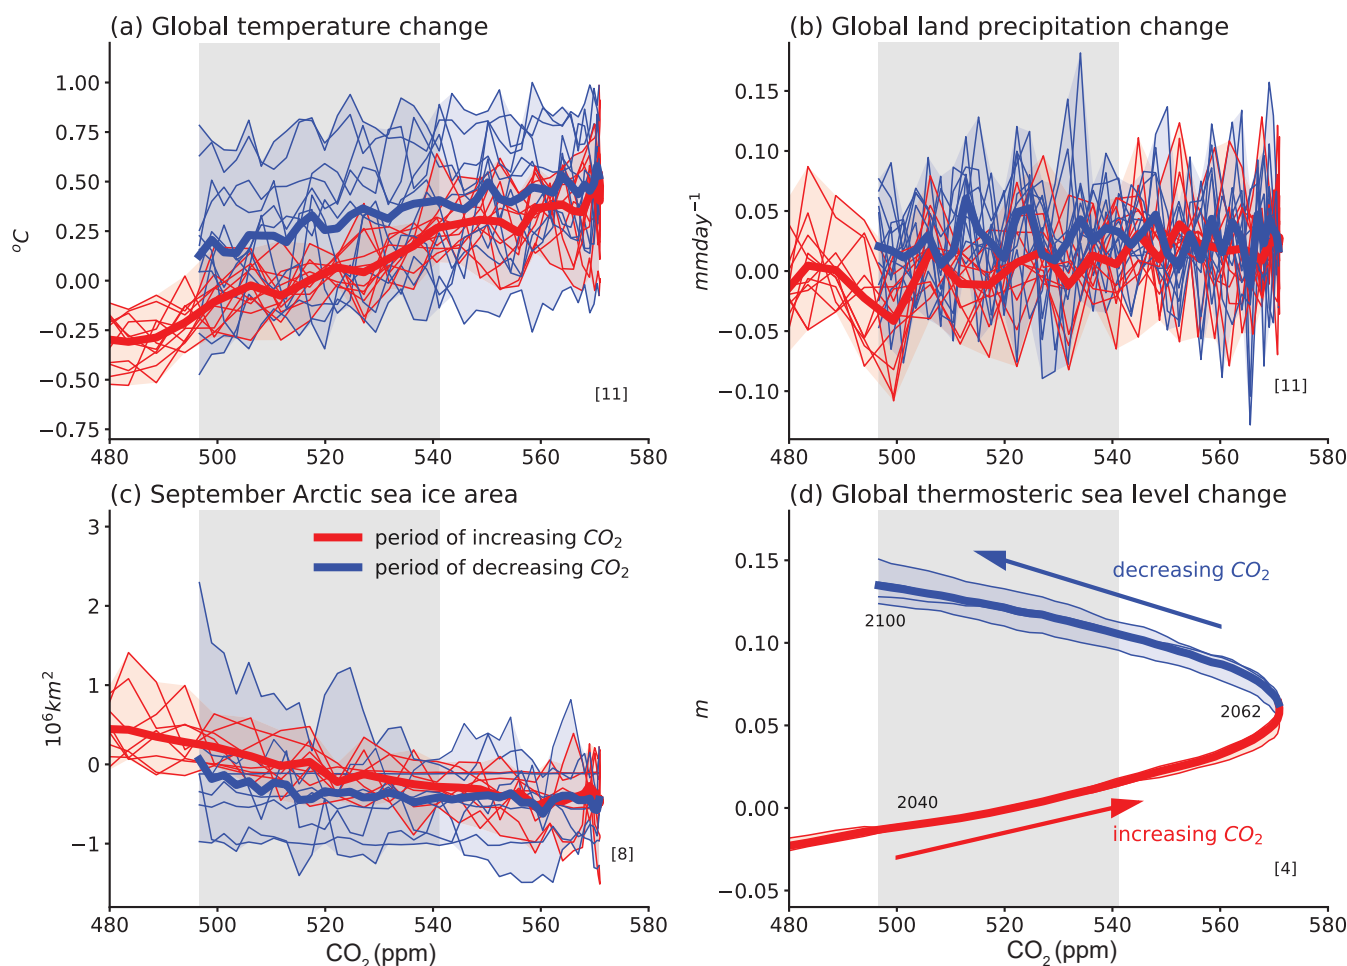 (a) Global temperature change
1.00
0.75
0.50
0.25
0.00
−0.25
−0.50
−0.75
°C
[11]
480 500 520 540 560 580
(b) Global land precipitation change
0.15
0.10
0.05
0.00
−0.05
−0.10
mmday⁻¹
[11]
480 500 520 540 560 580
(c) September Arctic sea ice area
3
2
1
0
−1
10⁶km²
period of increasing CO₂
period of decreasing CO₂
[8]
480 500 520 540 560 580
CO₂ (ppm)
(d) Global thermosteric sea level change
0.15
0.10
0.05
0.00
−0.05
m
decreasing CO₂
2100
2062
2040
increasing CO₂
[4]
480 500 520 540 560 580
CO₂ (ppm)